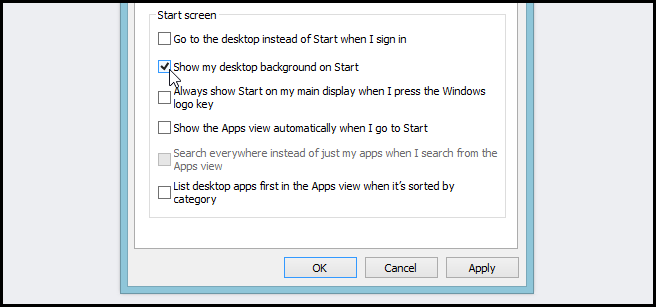 Start screen
Go to the desktop instead of Start when I sign in
Show my desktop background on Start
Always show Start on my main display when I press the Windows
logo key
Show the Apps view automatically when I go to Start
Search everywhere instead of just my apps when I search from the
Apps view
List desktop apps first in the Apps view when it's sorted by
category
OK Cancel Apply